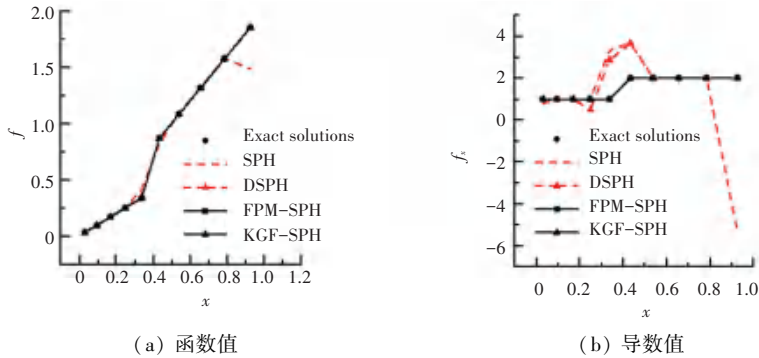 2.0
1.5
1.0
0.5
0
f
Exact solutions
SPH
DSPH
FPM-SPH
KGF-SPH
0 0.2 0.4 0.6 0.8 1.0 1.2
x
(a) 函数值
4
2
0
−2
−4
−6
fx
Exact solutions
SPH
DSPH
FPM-SPH
KGF-SPH
0 0.2 0.4 0.6 0.8 1.0
x
(b) 导数值